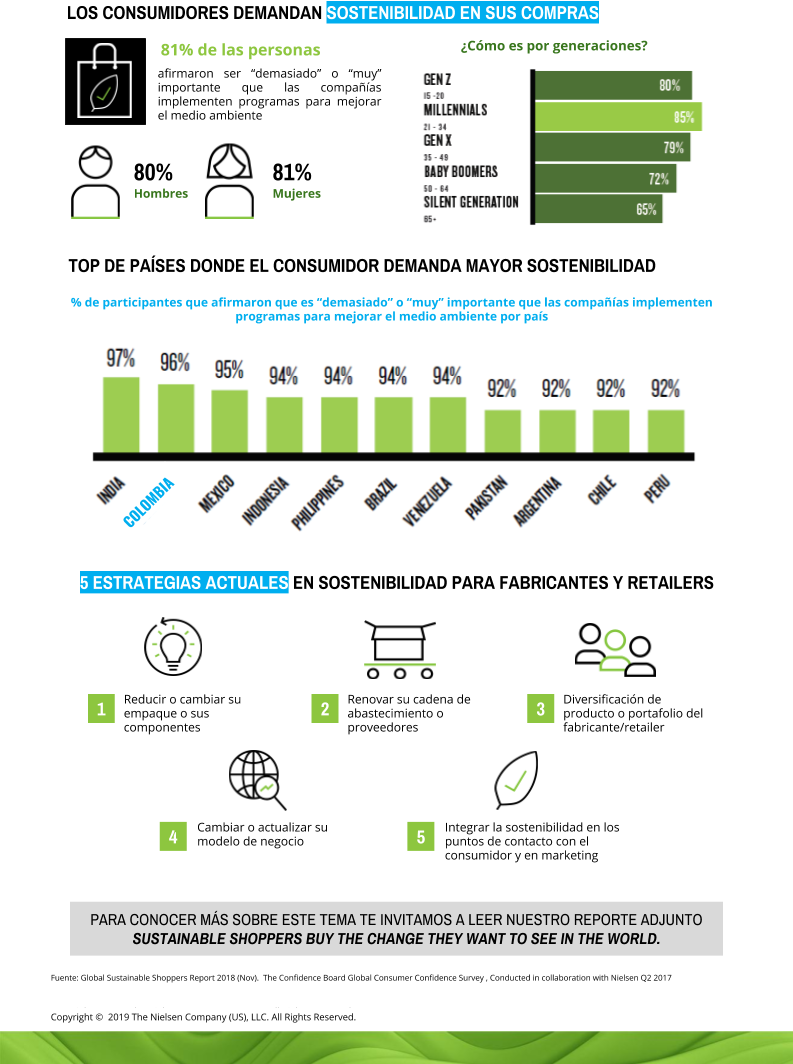 LOS CONSUMIDORES DEMANDAN SOSTENIBILIDAD EN SUS COMPRAS
81% de las personas
afirmaron ser “demasiado” o “muy”
importante que las compañías
implementen programas para mejorar
el medio ambiente
80%
Hombres
81%
Mujeres
¿Cómo es por generaciones?
GEN Z
15 -20
80%
MILLENNIALS
21 - 34
85%
GEN X
35 - 49
79%
BABY BOOMERS
50 - 64
72%
SILENT GENERATION
65+
65%
TOP DE PAÍSES DONDE EL CONSUMIDOR DEMANDA MAYOR SOSTENIBILIDAD
% de participantes que afirmaron que es “demasiado” o “muy” importante que las compañías implementen
programas para mejorar el medio ambiente por país
97% 96% 95% 94% 94% 94% 94% 92% 92% 92% 92%
INDIA COLOMBIA MEXICO INDONESIA PHILIPPINES BRAZIL VENEZUELA PAKISTAN ARGENTINA CHILE PERU
5 ESTRATEGIAS ACTUALES EN SOSTENIBILIDAD PARA FABRICANTES Y RETAILERS
1
Reducir o cambiar su
empaque o sus
componentes
2
Renovar su cadena de
abastecimiento o
proveedores
3
Diversificación de
producto o portafolio del
fabricante/retailer
4
Cambiar o actualizar su
modelo de negocio
5
Integrar la sostenibilidad en los
puntos de contacto con el
consumidor y en marketing
PARA CONOCER MÁS SOBRE ESTE TEMA TE INVITAMOS A LEER NUESTRO REPORTE ADJUNTO
SUSTAINABLE SHOPPERS BUY THE CHANGE THEY WANT TO SEE IN THE WORLD.
Fuente: Global Sustainable Shoppers Report 2018 (Nov). The Confidence Board Global Consumer Confidence Survey , Conducted in collaboration with Nielsen Q2 2017
Copyright © 2019 The Nielsen Company (US), LLC. All Rights Reserved.